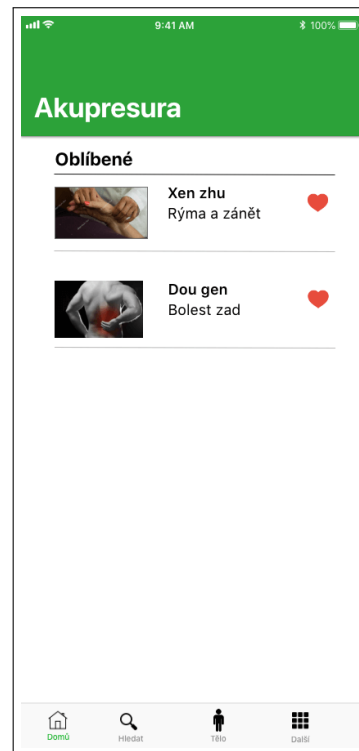 9:41 AM
100%
Akupresura
Oblíbené
Xen zhu
Rýma a zánět
Dou gen
Bolest zad
Domů
Hledat
Tělo
Další